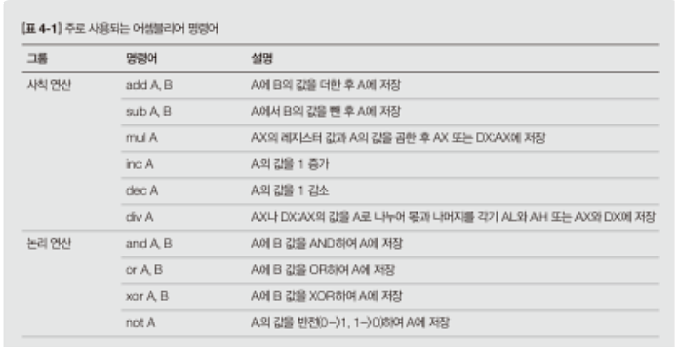 [표 4-1] 주로 사용되는 어셈블리어 명령어
그룹 명령어 설명
사칙 연산 add A, B A에 B의 값을 더한 후 A에 저장
sub A, B A에서 B의 값을 뺀 후 A에 저장
mul A AX의 레지스터 값과 A의 값을 곱한 후 AX 또는 DX:AX에 저장
inc A A의 값을 1 증가
dec A A의 값을 1 감소
div A AX나 DX:AX의 값을 A로 나누어 몫과 나머지를 각기 AL와 AH 또는 AX와 DX에 저장
논리 연산 and A, B A에 B 값을 AND하여 A에 저장
or A, B A에 B 값을 OR하여 A에 저장
xor A, B A에 B 값을 XOR하여 A에 저장
not A A의 값을 반전(0->1, 1->0)하여 A에 저장